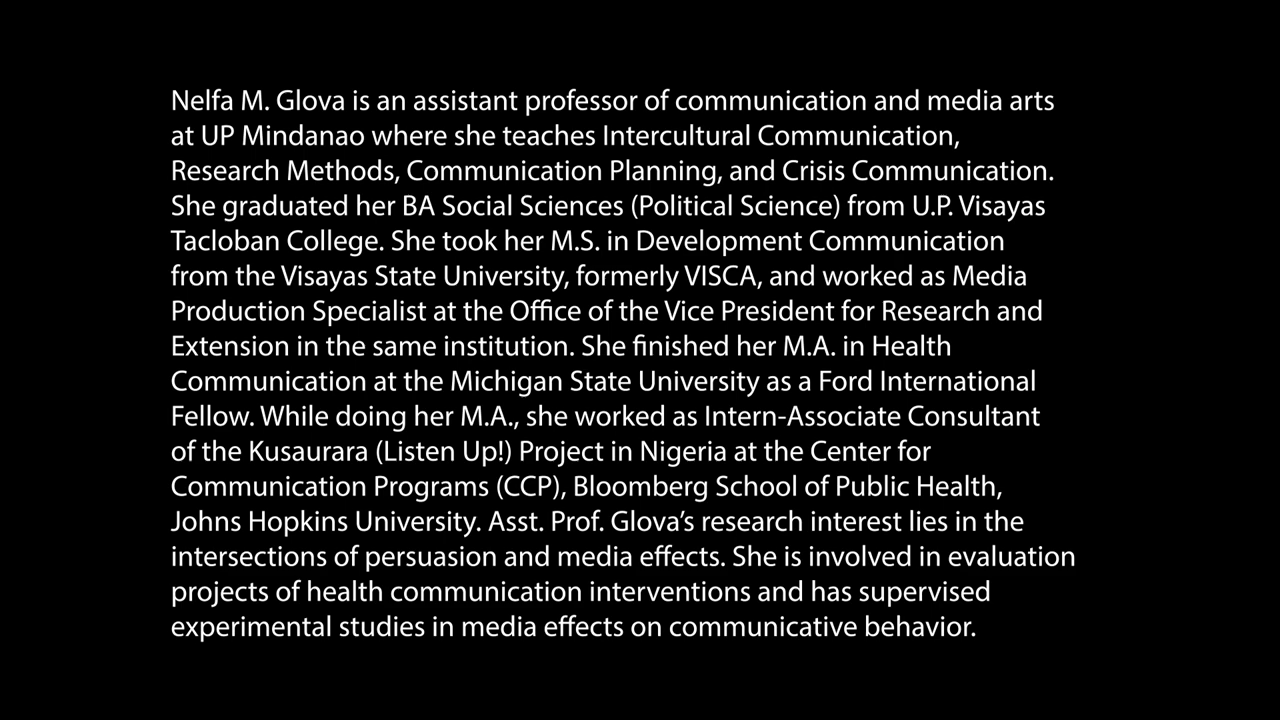 Nelfa M. Glova is an assistant professor of communication and media arts
at UP Mindanao where she teaches Intercultural Communication,
Research Methods, Communication Planning, and Crisis Communication.
She graduated her BA Social Sciences (Political Science) from U.P. Visayas
Tacloban College. She took her M.S. in Development Communication
from the Visayas State University, formerly VISCA, and worked as Media
Production Specialist at the Office of the Vice President for Research and
Extension in the same institution. She finished her M.A. in Health
Communication at the Michigan State University as a Ford International
Fellow. While doing her M.A., she worked as Intern-Associate Consultant
of the Kusaurara (Listen Up!) Project in Nigeria at the Center for
Communication Programs (CCP), Bloomberg School of Public Health,
Johns Hopkins University. Asst. Prof. Glova’s research interest lies in the
intersections of persuasion and media effects. She is involved in evaluation
projects of health communication interventions and has supervised
experimental studies in media effects on communicative behavior.